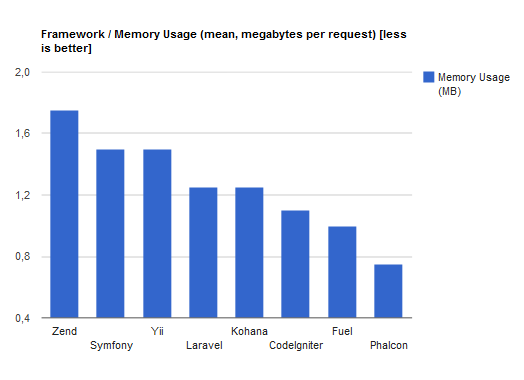 Framework / Memory Usage (mean, megabytes per request) [less
is better]
2,0
1,6
1,2
0,8
0,4
Memory Usage
(MB)
Zend
Symfony
Yii
Laravel
Kohana
CodeIgniter
Fuel
Phalcon